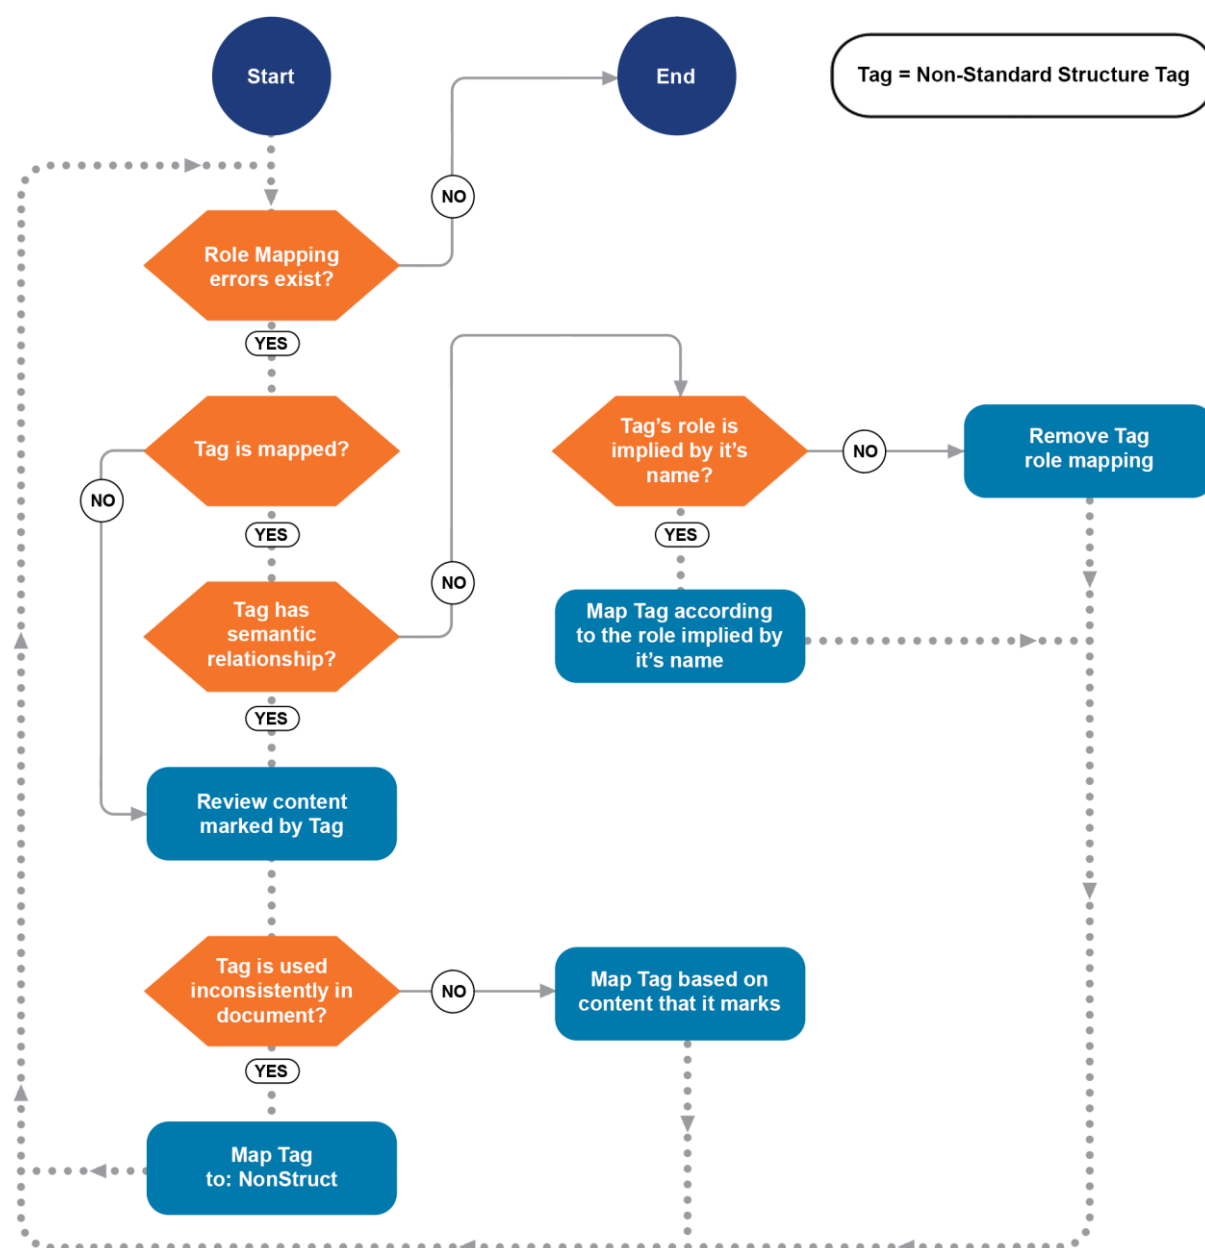 Start
End
Tag = Non-Standard Structure Tag
NO
Role Mapping
errors exist?
YES
Tag is mapped?
NO
YES
Tag has
semantic
relationship?
NO
Tag's role is
implied by it's
name?
NO
Remove Tag
role mapping
YES
Map Tag according
to the role implied by
it's name
YES
Review content
marked by Tag
Tag is used
inconsistently in
document?
NO
Map Tag based on
content that it marks
YES
Map Tag
to: NonStruct